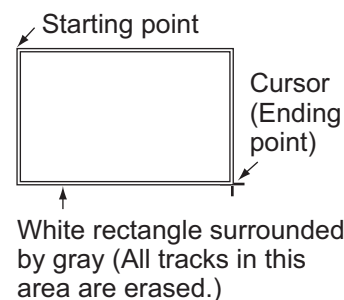 Starting point
Cursor
(Ending
point)
White rectangle surrounded
by gray (All tracks in this
area are erased.)